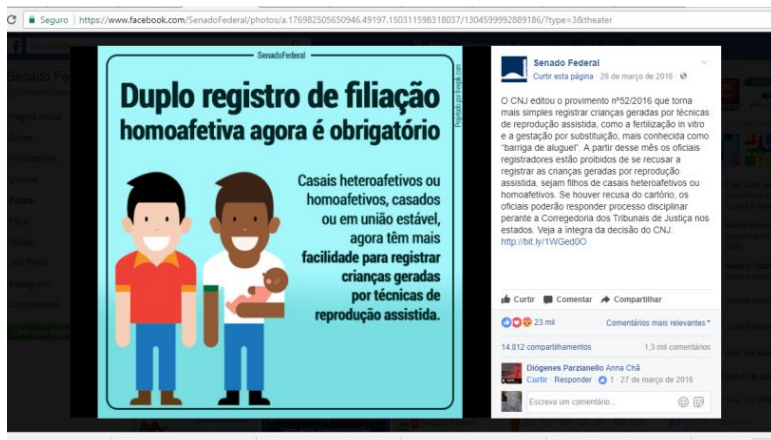 Seguro | https://www.facebook.com/SenadoFederal/photos/a.176982505650946.49197.150311598318037/1304599992889186/?type=3&theater
SenadoFederal
Duplo registro de filiação
homoafetiva agora é obrigatório
Casais heteroafetivos ou
homoafetivos, casados
ou em união estável,
agora têm mais
facilidade para registrar
crianças geradas
por técnicas de
reprodução assistida.
Senado Federal
Curtir esta página · 26 de março de 2016 ·
O CNJ editou o provimento nº52/2016 que torna
mais simples registrar crianças geradas por técnicas
de reprodução assistida, como a fertilização in vitro
e a gestação por substituição, mais conhecida como
"barriga de aluguel". A partir desse mês os oficiais
registradores estão proibidos de se recusar a
registrar as crianças geradas por reprodução
assistida, sejam filhos de casais heteroafetivos ou
homoafetivos. Se houver recusa do cartório, os
oficiais poderão responder processo disciplinar
perante a Corregedoria dos Tribunais de Justiça nos
estados. Veja a íntegra da decisão do CNJ:
http://bit.ly/1WGed0O
Curtir Comentar Compartilhar
23 mil Comentários mais relevantes
14.812 compartilhamentos 1,3 mil comentários
Diógenes Parzianello Anna Chã
Curtir · Responder · 1 · 27 de março de 2016
Escreva um comentário...